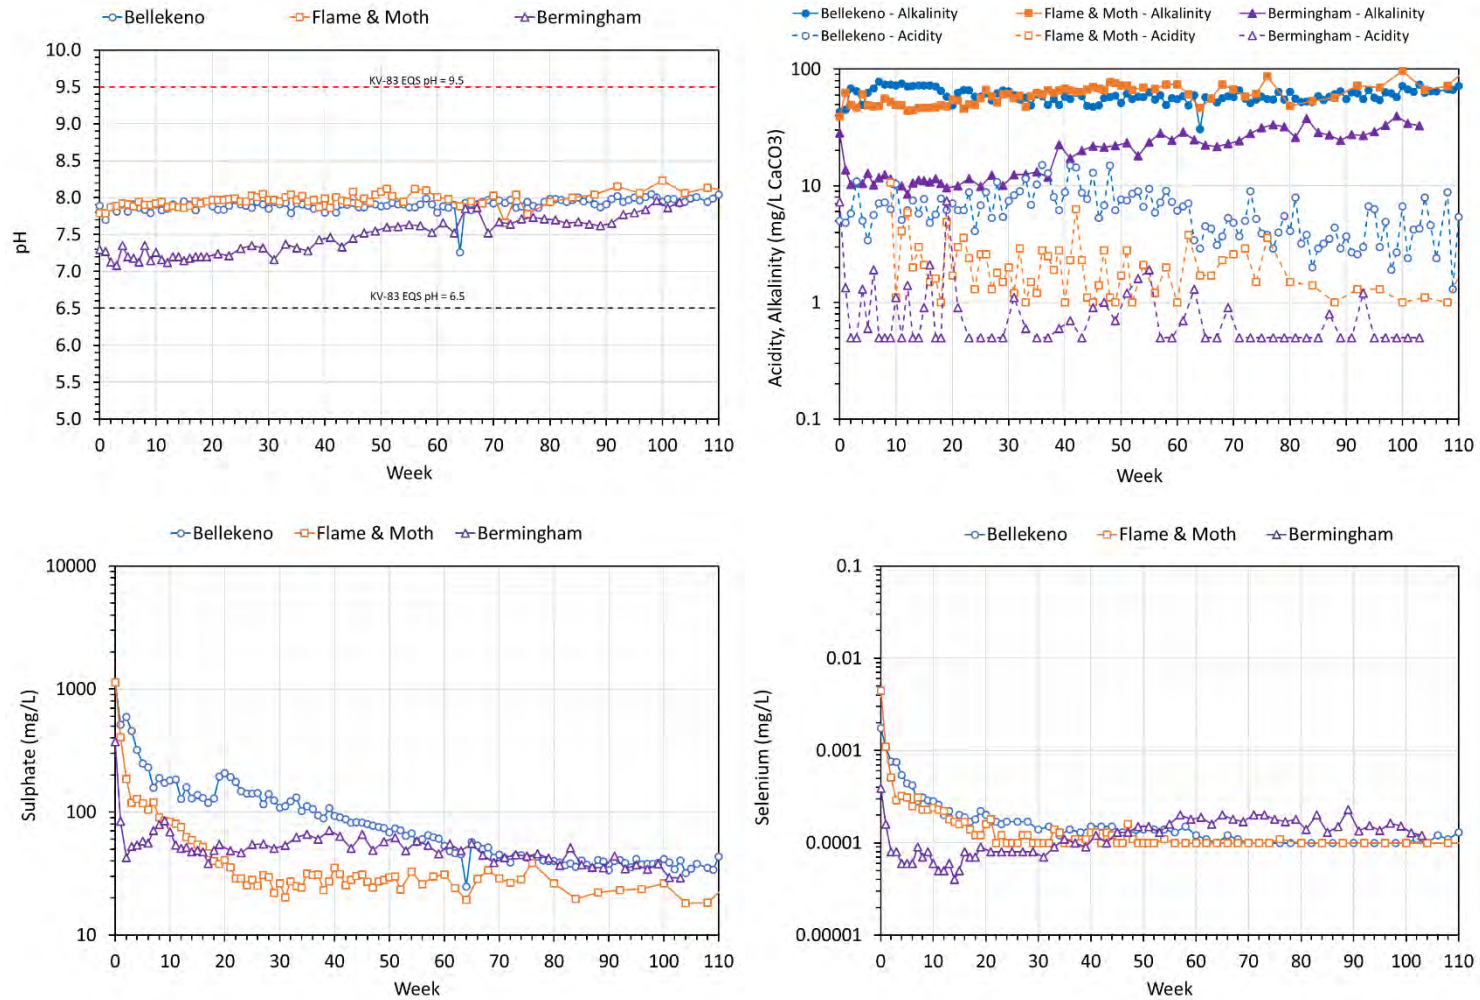 Bellekeno Flame & Moth Bermingham
10.0
9.5
9.0
8.5
8.0
7.5
7.0
6.5
6.0
5.5
5.0
pH
KV-83 EQS pH = 9.5
KV-83 EQS pH = 6.5
0 10 20 30 40 50 60 70 80 90 100 110
Week
Bellekeno - Alkalinity Flame & Moth - Alkalinity Bermingham - Alkalinity
Bellekeno - Acidity Flame & Moth - Acidity Bermingham - Acidity
100
10
1
0.1
Acidity, Alkalinity (mg/L CaCO3)
0 10 20 30 40 50 60 70 80 90 100 110
Week
Bellekeno Flame & Moth Bermingham
10000
1000
100
10
Sulphate (mg/L)
0 10 20 30 40 50 60 70 80 90 100 110
Week
Bellekeno Flame & Moth Bermingham
0.1
0.01
0.001
0.0001
0.00001
Selenium (mg/L)
0 10 20 30 40 50 60 70 80 90 100 110
Week